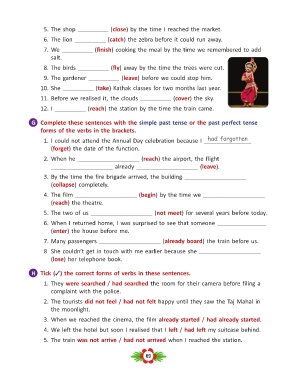 5. The shop __________ (close) by the time I reached the market.
6. The lion __________ (catch) the zebra before it could run away.
7. We __________ (finish) cooking the meal by the time we remembered to add
salt.
8. The birds __________ (fly) away by the time the trees were cut.
9. The gardener __________ (leave) before we could stop him.
10. She __________ (take) Kathak classes for two months last year.
11. Before we realised it, the clouds __________ (cover) the sky.
12. I __________ (reach) the station by the time the train came.
G Complete these sentences with the simple past tense or the past perfect tense
forms of the verbs in the brackets.
1. I could not attend the Annual Day celebration because I had forgotten
(forget) the date of the function.
2. When he __________ (reach) the airport, the flight
__________ already __________ (leave).
3. By the time the fire brigade arrived, the building __________
(collapse) completely.
4. The film __________ (begin) by the time we __________
(reach) the theatre.
5. The two of us __________ (not meet) for several years before today.
6. When I returned home, I was surprised to see that someone __________
(enter) the house before me.
7. Many passengers __________ (already board) the train before us.
8. She couldn't get in touch with me earlier because she __________
(lose) her telephone book.
H Tick (✓) the correct forms of verbs in these sentences.
1. They were searched / had searched the room for their camera before filing a
complaint with the police.
2. The tourists did not feel / had not felt happy until they saw the Taj Mahal in
the moonlight.
3. When we reached the cinema, the film already started / had already started.
4. We left the hotel but soon I realised that I left / had left my suitcase behind.
5. The train was not arrive / had not arrived when I reached the station.